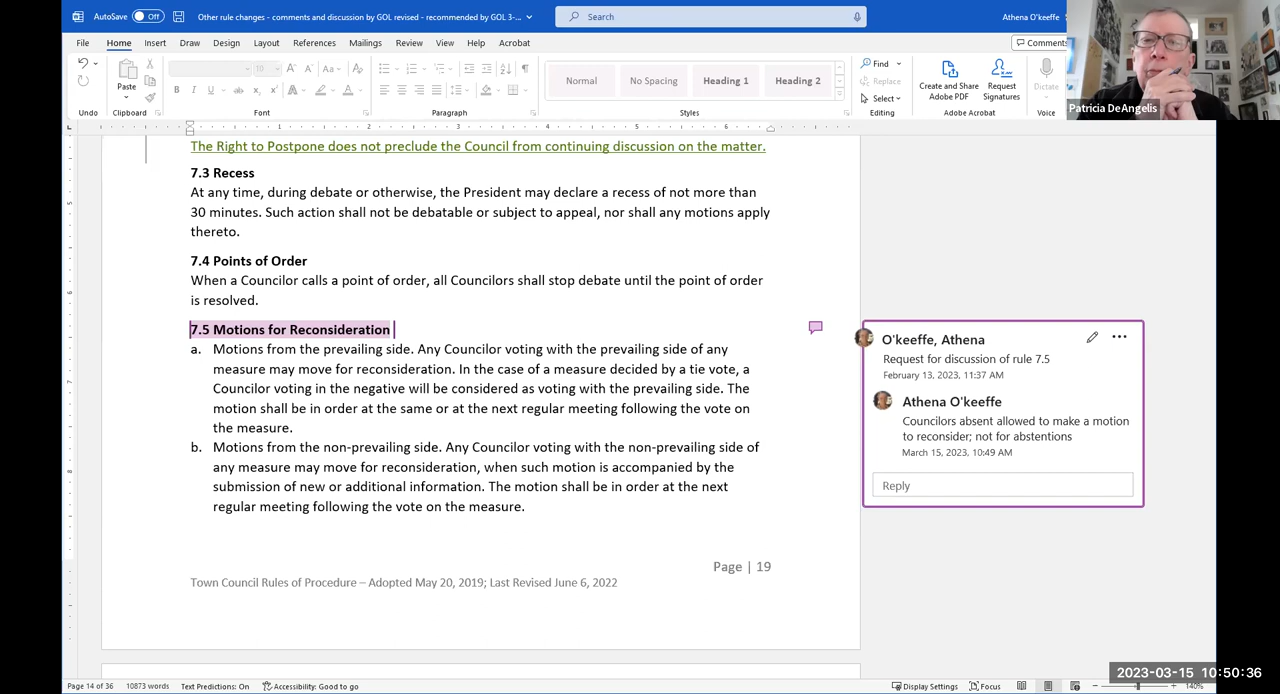 AutoSave Off Other rule changes - comments and discussion by GOL revised - recommended by GOL 3-... Search Athena O'keeffe
File Home Insert Draw Design Layout References Mailings Review View Help Acrobat Comments
10 A A Aa Find
Paste B I U ab x x A A Normal No Spacing Heading 1 Heading 2 Replace Create and Share Adobe PDF Request Signatures Dictate
Select
Undo Clipboard Font Paragraph Styles Editing Adobe Acrobat Voice
Patricia DeAngelis
The Right to Postpone does not preclude the Council from continuing discussion on the matter.
7.3 Recess
At any time, during debate or otherwise, the President may declare a recess of not more than
30 minutes. Such action shall not be debatable or subject to appeal, nor shall any motions apply
thereto.
7.4 Points of Order
When a Councilor calls a point of order, all Councilors shall stop debate until the point of order
is resolved.
7.5 Motions for Reconsideration
a. Motions from the prevailing side. Any Councilor voting with the prevailing side of any
measure may move for reconsideration. In the case of a measure decided by a tie vote, a
Councilor voting in the negative will be considered as voting with the prevailing side. The
motion shall be in order at the same or at the next regular meeting following the vote on
the measure.
b. Motions from the non-prevailing side. Any Councilor voting with the non-prevailing side of
any measure may move for reconsideration, when such motion is accompanied by the
submission of new or additional information. The motion shall be in order at the next
regular meeting following the vote on the measure.
Page | 19
Town Council Rules of Procedure – Adopted May 20, 2019; Last Revised June 6, 2022
O'keeffe, Athena
Request for discussion of rule 7.5
February 13, 2023, 11:37 AM
Athena O'keeffe
Councilors absent allowed to make a motion
to reconsider; not for abstentions
March 15, 2023, 10:49 AM
Reply
2023-03-15 10:50:36
Page 14 of 36 10873 words Text Predictions: On Accessibility: Good to go Display Settings Focus 140%